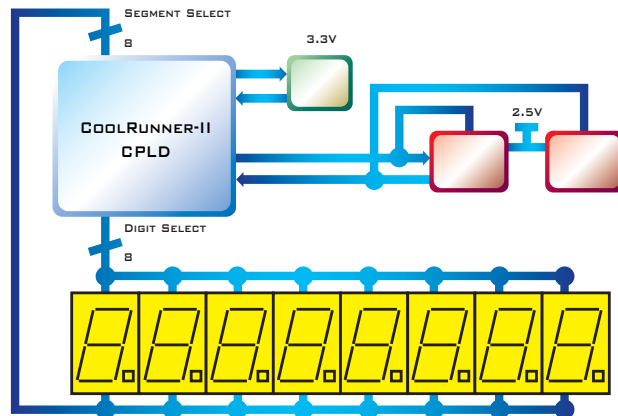 SEGMENT SELECT
8
3.3V
2.5V
COOLRUNNER-II
CPLD
DIGIT SELECT
8